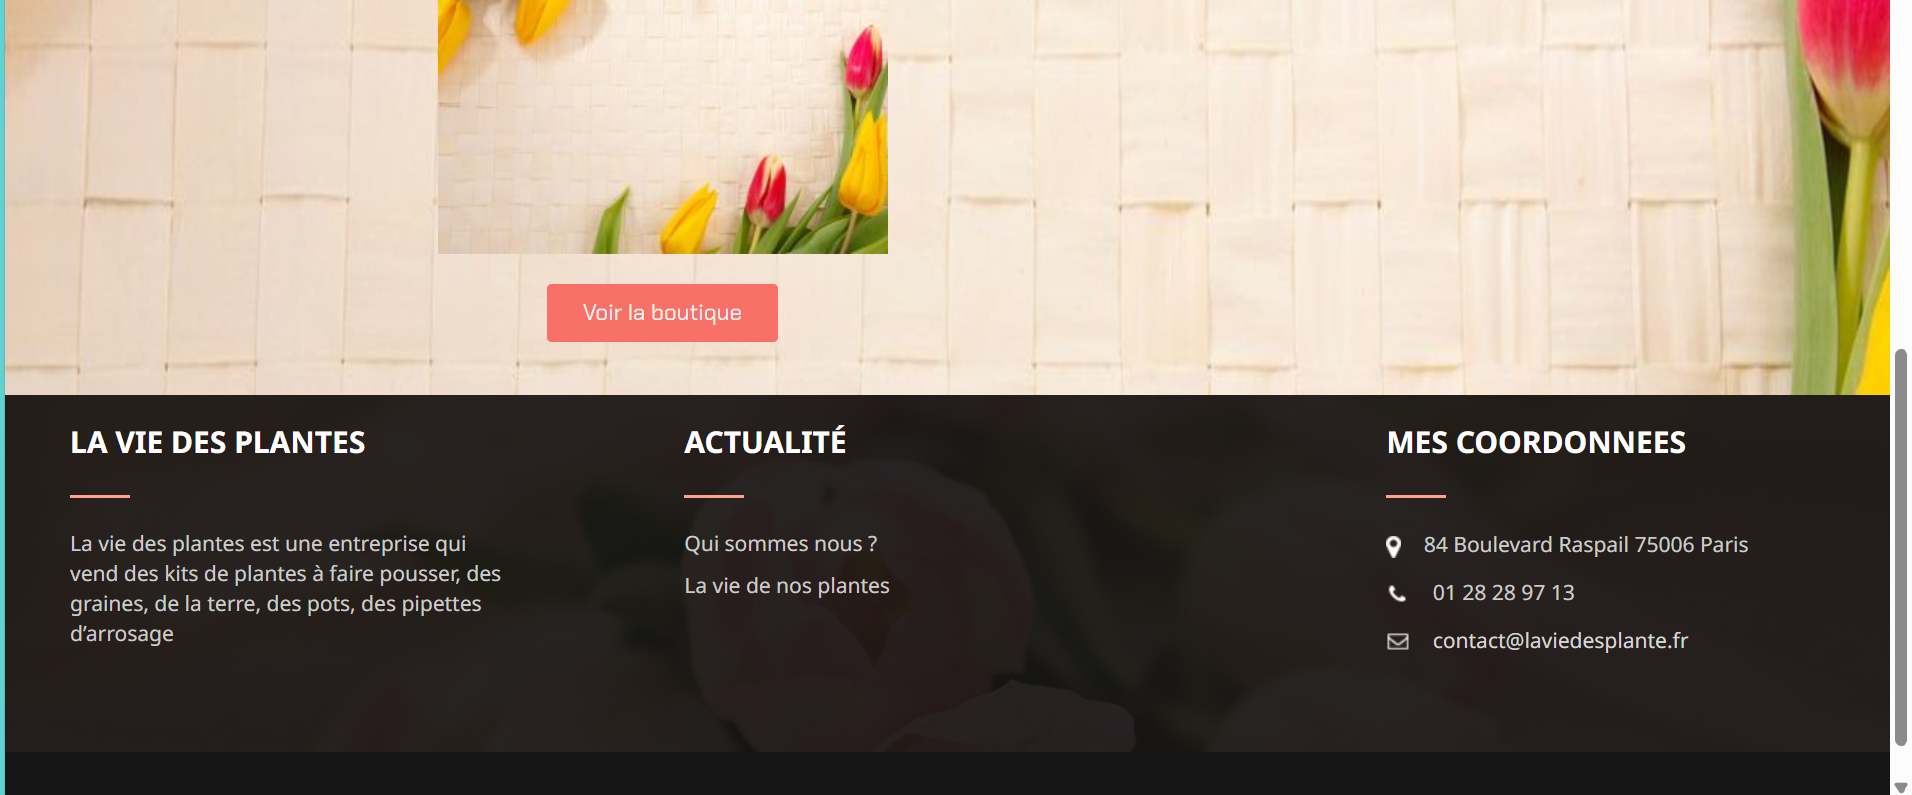 Voir la boutique
LA VIE DES PLANTES
La vie des plantes est une entreprise qui
vend des kits de plantes à faire pousser, des
graines, de la terre, des pots, des pipettes
d’arrosage
ACTUALITÉ
Qui sommes nous ?
La vie de nos plantes
MES COORDONNEES
84 Boulevard Raspail 75006 Paris
01 28 28 97 13
contact@laviedesplante.fr